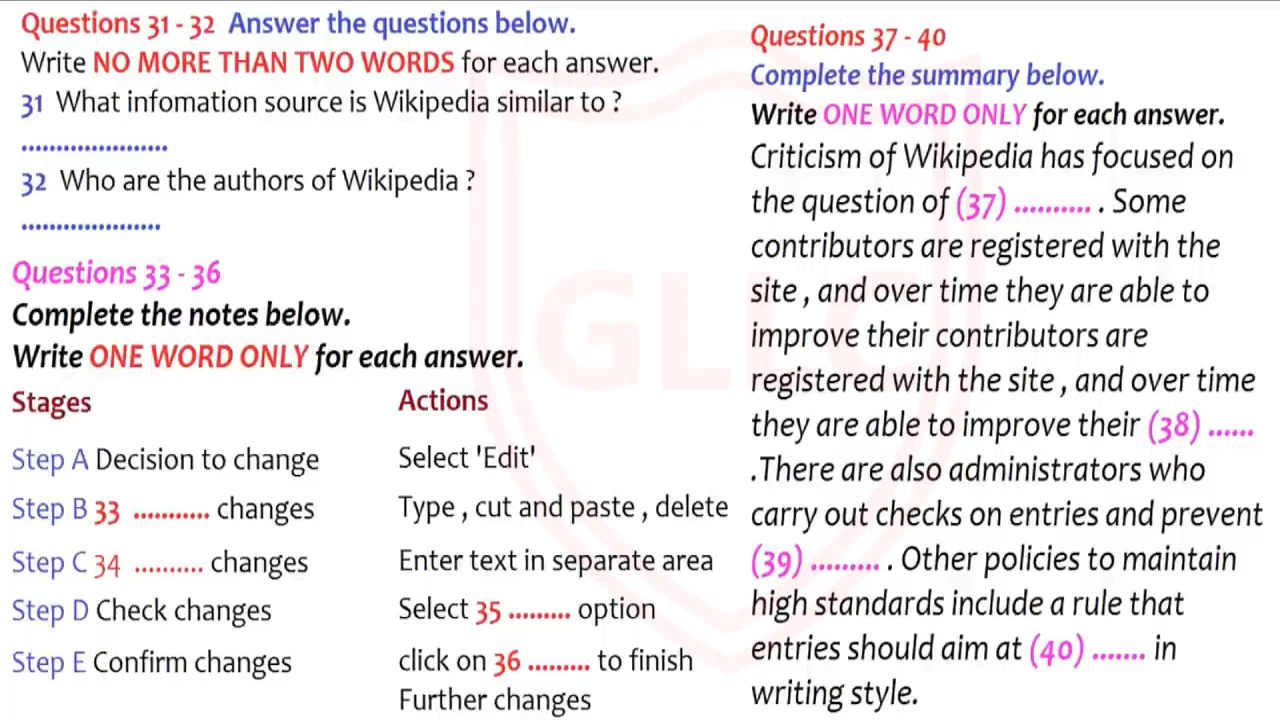 Questions 31 - 32 Answer the questions below.
Write NO MORE THAN TWO WORDS for each answer.
31 What infomation source is Wikipedia similar to ?
.....................
32 Who are the authors of Wikipedia ?
....................
Questions 33 - 36
Complete the notes below.
Write ONE WORD ONLY for each answer.
Stages Actions
Step A Decision to change Select 'Edit'
Step B 33 ........... changes Type , cut and paste , delete
Step C 34 .......... changes Enter text in separate area
Step D Check changes Select 35 ......... option
Step E Confirm changes click on 36 ......... to finish
Further changes
Questions 37 - 40
Complete the summary below.
Write ONE WORD ONLY for each answer.
Criticism of Wikipedia has focused on
the question of (37) .......... . Some
contributors are registered with the
site , and over time they are able to
improve their contributors are
registered with the site , and over time
they are able to improve their (38) ......
.There are also administrators who
carry out checks on entries and prevent
(39) ......... . Other policies to maintain
high standards include a rule that
entries should aim at (40) ....... in
writing style.
GLLC